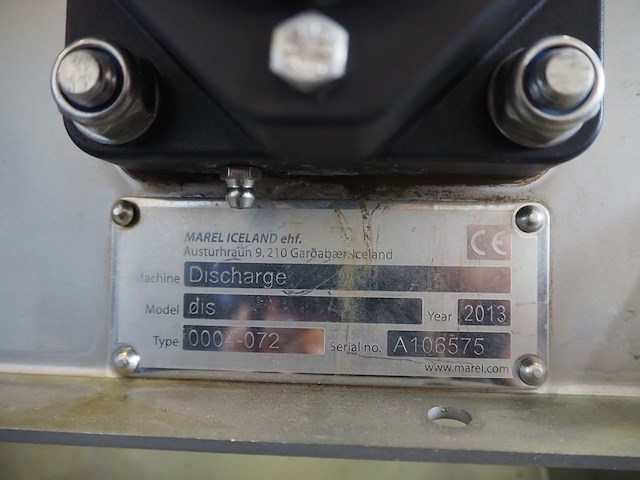 MAREL ICELAND ehf.
Austurhraun 9. 210 Garðabær. Iceland
CE
Machine Discharge
Model dis Year 2013
Type 0004-072 Serial no. A106575
www.marel.com